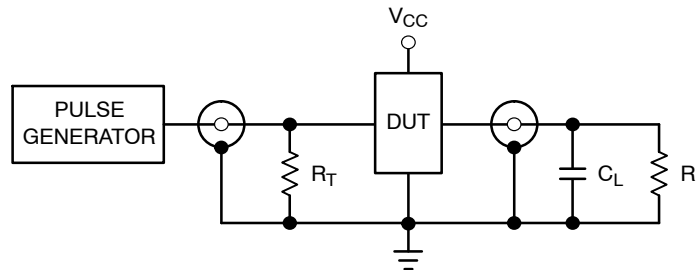 V_CC
PULSE
GENERATOR
DUT
R_T
C_L
R